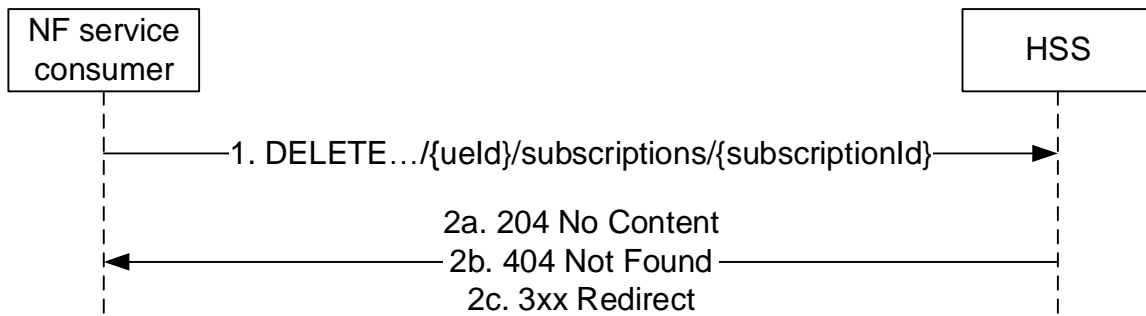 NF service
consumer
HSS
1. DELETE…/{ueId}/subscriptions/{subscriptionId}
2a. 204 No Content
2b. 404 Not Found
2c. 3xx Redirect